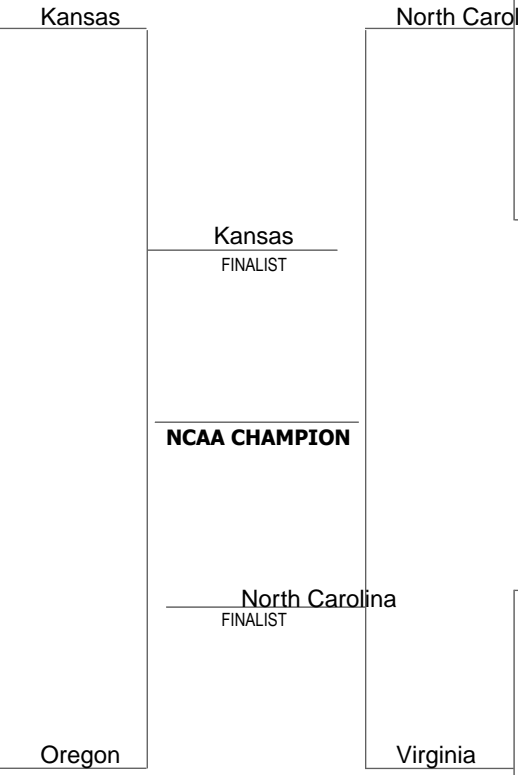 Kansas
North Carol
Kansas
FINALIST
NCAA CHAMPION
North Carolina
FINALIST
Oregon
Virginia